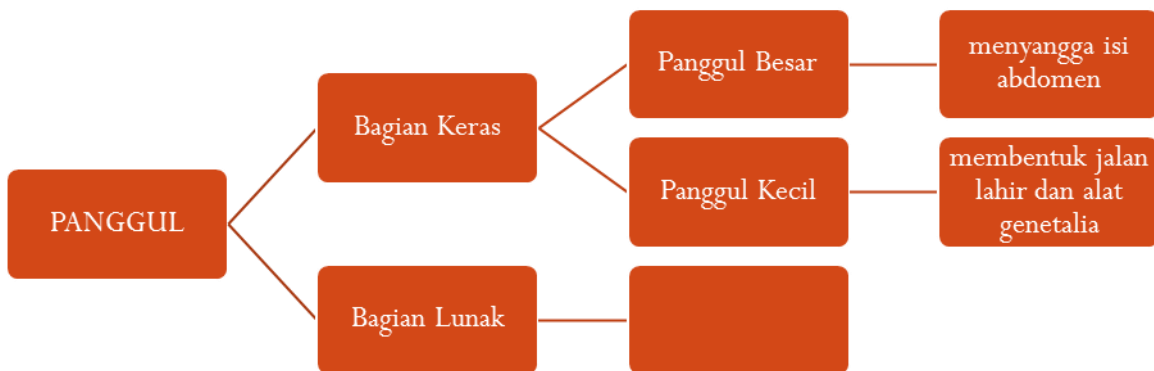 PANGGUL
Bagian Keras
Panggul Besar
menyangga isi
abdomen
Panggul Kecil
membentuk jalan
lahir dan alat
genetalia
Bagian Lunak